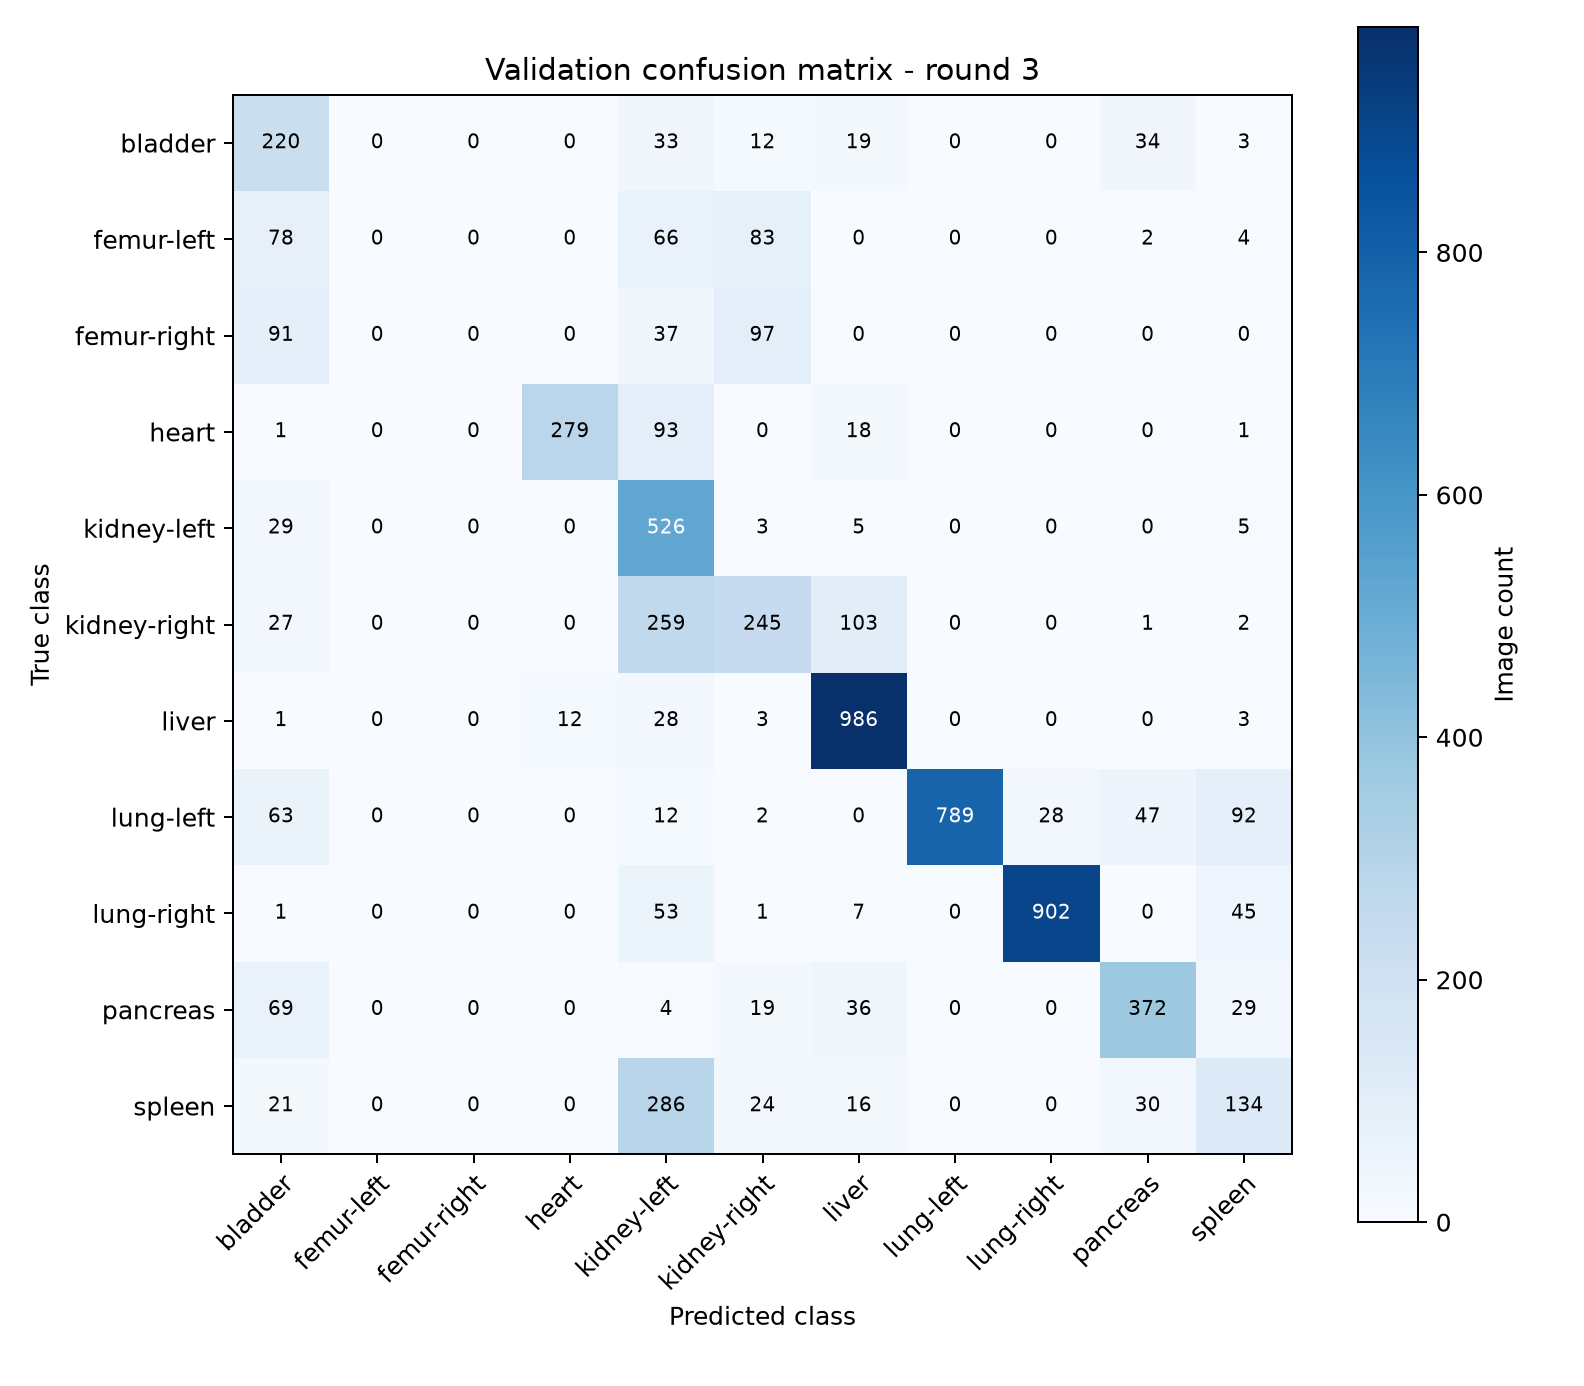 Validation confusion matrix - round 3
bladder 220 0 0 0 33 12 19 0 0 34 3
femur-left 78 0 0 0 66 83 0 0 0 2 4
femur-right 91 0 0 0 37 97 0 0 0 0 0
heart 1 0 0 279 93 0 18 0 0 0 1
kidney-left 29 0 0 0 526 3 5 0 0 0 5
kidney-right 27 0 0 0 259 245 103 0 0 1 2
liver 1 0 0 12 28 3 986 0 0 0 3
lung-left 63 0 0 0 12 2 0 789 28 47 92
lung-right 1 0 0 0 53 1 7 0 902 0 45
pancreas 69 0 0 0 4 19 36 0 0 372 29
spleen 21 0 0 0 286 24 16 0 0 30 134
bladder femur-left femur-right heart kidney-left kidney-right liver lung-left lung-right pancreas spleen
Predicted class
True class
800
600
400
200
0
Image count